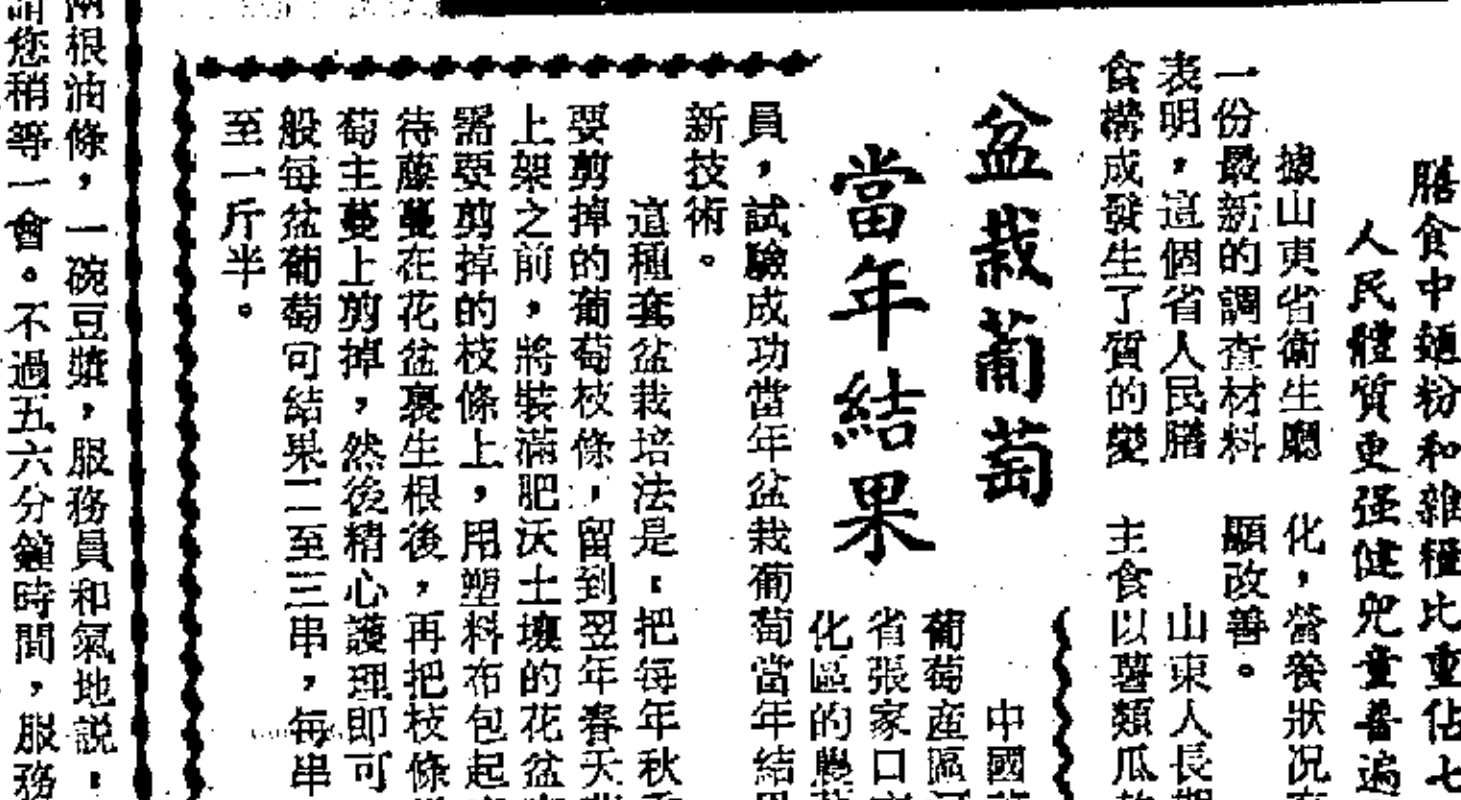 膳食中麵粉和雜糧比重佔七
人民體質更强健兒童普遍
據山東省衛生廳
一份最新的調查材料
表明，這個省人民膳
食構成發生了質的變
化，營養狀况
顯改善。
山東人長期
主食以薯類瓜
盆栽葡萄
當年結果
中國
葡萄産區河
省張家口
化區的農
員，試驗成功當年盆栽葡萄當年結果
新技術。
這種套盆栽培法是：把每年秋
要剪掉的葡萄枝條，留到翌年春天
上架之前，將裝滿肥沃土壤的花盆
器要剪掉的枝條上，用塑料布包起
待藤蔓在花盆裏生根後，再把枝條
萄主蔓上剪掉，然後精心護理即可
般每盆葡萄可結果二至三串，每串
至一斤半。
兩根油條，一碗豆漿，服務員和氣地説：
請您稍等一會。不過五六分鐘時間，服務